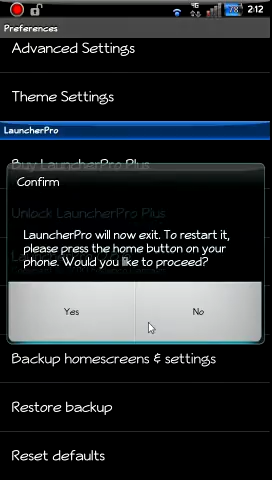 2:12
Preferences
Advanced Settings
Theme Settings
LauncherPro
Buy LauncherPro Plus
Confirm
Unlock LauncherPro Plus
LauncherPro will now exit. To restart it,
please press the home button on your
phone. Would you like to proceed?
Yes
No
Backup homescreens & settings
Restore backup
Reset defaults